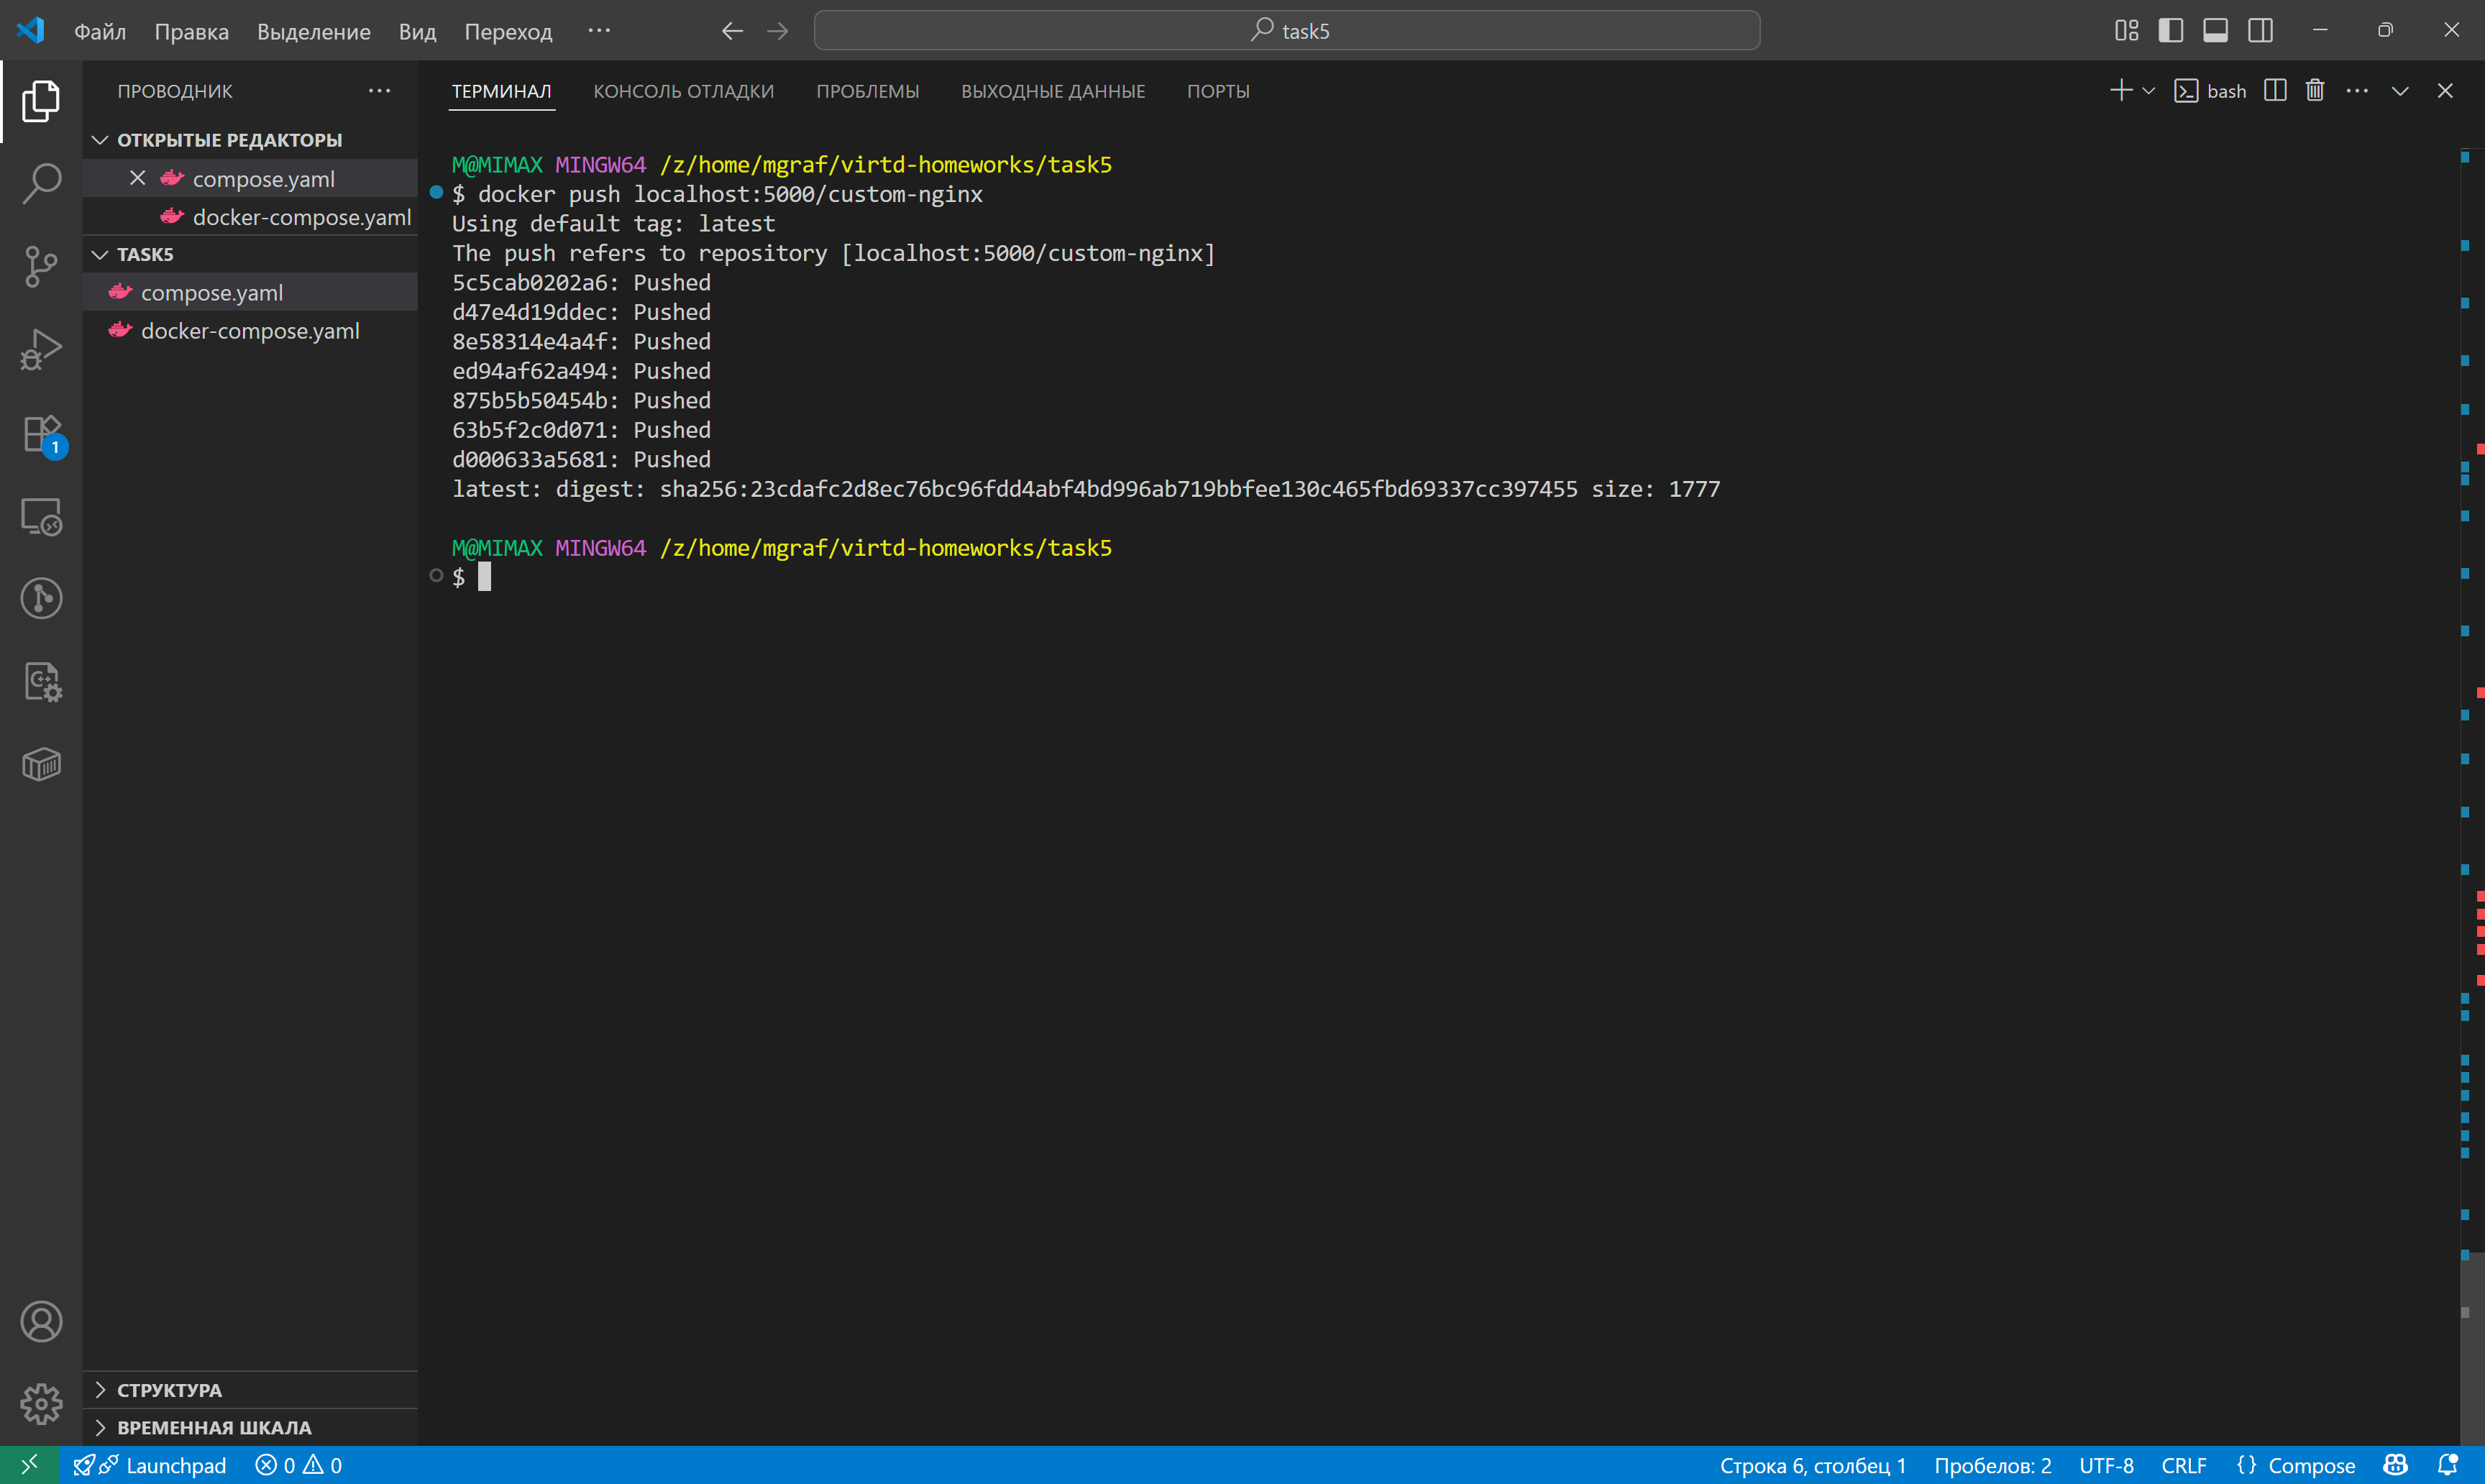 Файл Правка Выделение Вид Переход ··· task5
ПРОВОДНИК ···
ОТКРЫТЫЕ РЕДАКТОРЫ
compose.yaml
docker-compose.yaml
TASK5
compose.yaml
docker-compose.yaml
1
СТРУКТУРА
ВРЕМЕННАЯ ШКАЛА
ТЕРМИНАЛ КОНСОЛЬ ОТЛАДКИ ПРОБЛЕМЫ ВЫХОДНЫЕ ДАННЫЕ ПОРТЫ bash
M@MIMAX MINGW64 /z/home/mgraf/virtd-homeworks/task5
$ docker push localhost:5000/custom-nginx
Using default tag: latest
The push refers to repository [localhost:5000/custom-nginx]
5c5cab0202a6: Pushed
d47e4d19ddec: Pushed
8e58314e4a4f: Pushed
ed94af62a494: Pushed
875b5b50454b: Pushed
63b5f2c0d071: Pushed
d000633a5681: Pushed
latest: digest: sha256:23cdafc2d8ec76bc96fdd4abf4bd996ab719bbfee130c465fbd69337cc397455 size: 1777
M@MIMAX MINGW64 /z/home/mgraf/virtd-homeworks/task5
$
Launchpad 0 0 Строка 6, столбец 1 Пробелов: 2 UTF-8 CRLF {} Compose